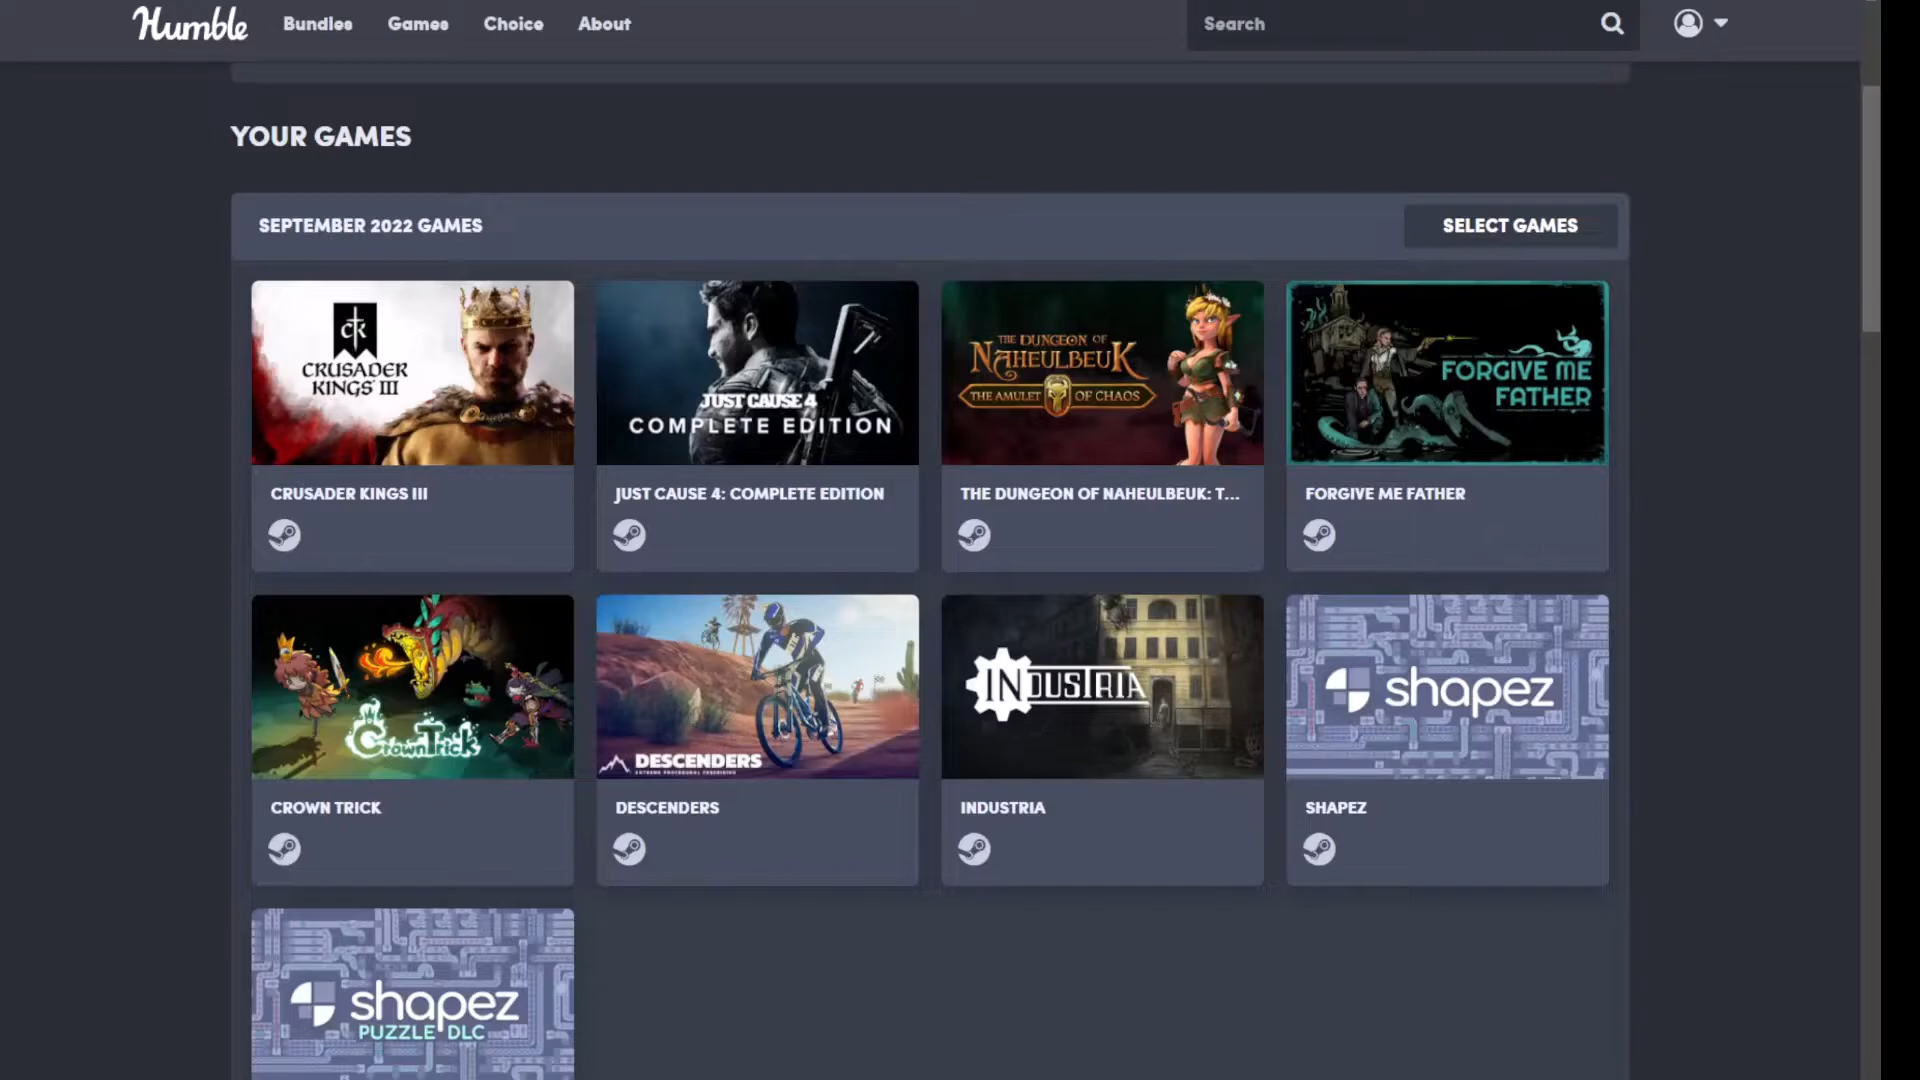 Humble
Bundles
Games
Choice
About
Search
YOUR GAMES
SEPTEMBER 2022 GAMES
SELECT GAMES
CRUSADER
KINGS III
JUST CAUSE 4
COMPLETE EDITION
THE DUNGEON OF
NAHEULBEUK
THE AMULET OF CHAOS
FORGIVE ME
FATHER
CRUSADER KINGS III
JUST CAUSE 4: COMPLETE EDITION
THE DUNGEON OF NAHEULBEUK: T...
FORGIVE ME FATHER
CrownTrick
DESCENDERS
EXTREME PROCEDURAL FREERIDING
INDUSTRIA
shapez
CROWN TRICK
DESCENDERS
INDUSTRIA
SHAPEZ
shapez
PUZZLE DLC